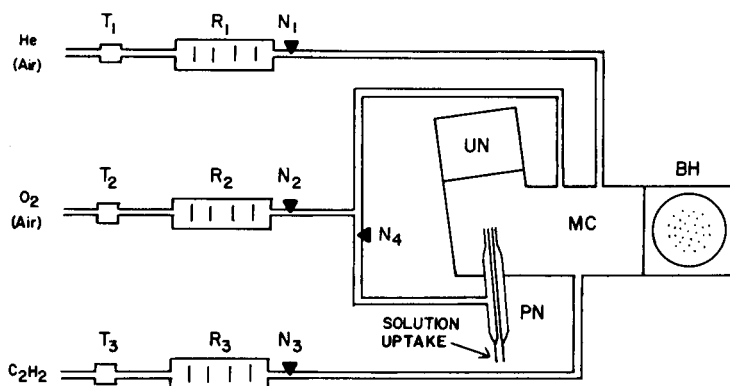 He
(Air)
T1
R1
N1
O2
(Air)
T2
R2
N2
N4
UN
MC
BH
PN
SOLUTION
UPTAKE
C2H2
T3
R3
N3